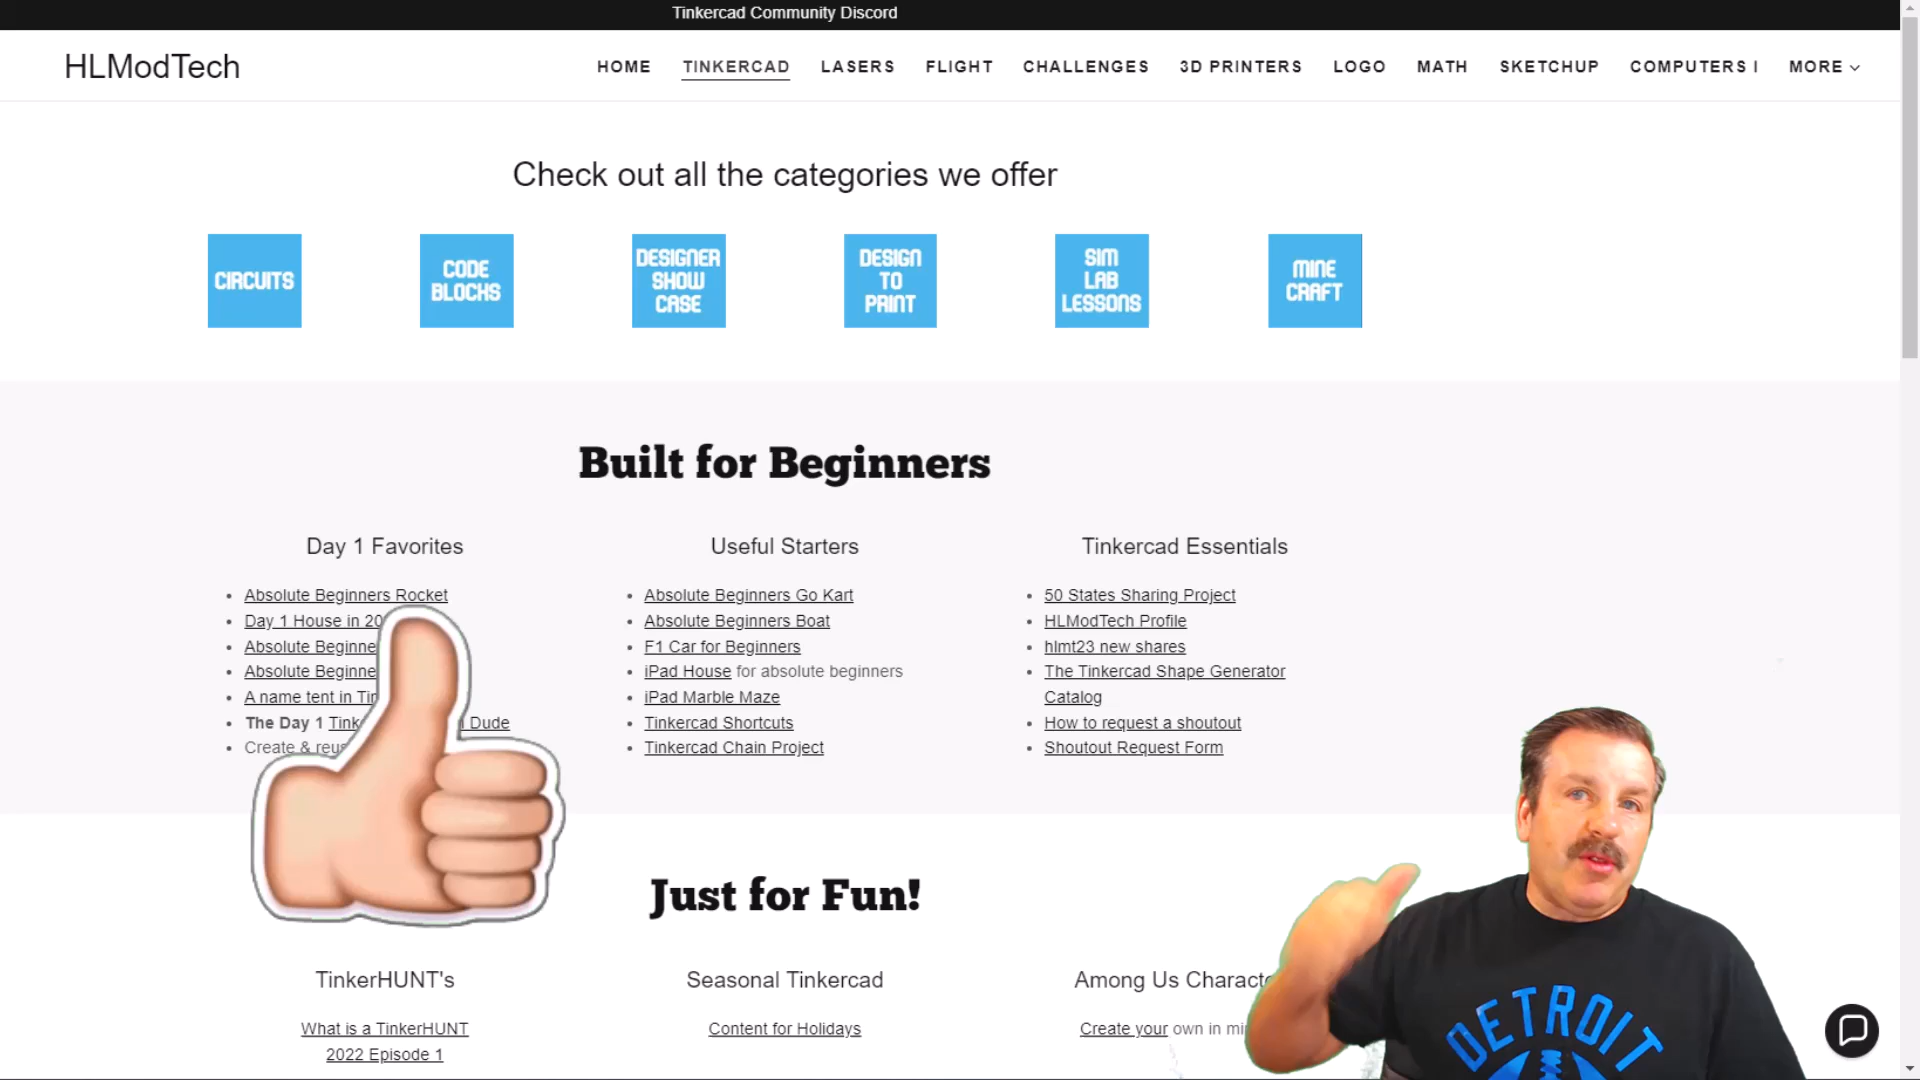 Tinkercad Community Discord
HLModTech
HOME TINKERCAD LASERS FLIGHT CHALLENGES 3D PRINTERS LOGO MATH SKETCHUP COMPUTERS I MORE
Check out all the categories we offer
CIRCUITS
CODE
BLOCKS
DESIGNER
SHOW
CASE
DESIGN
TO
PRINT
SIM
LAB
LESSONS
MINE
CRAFT
Built for Beginners
Day 1 Favorites
Absolute Beginners Rocket
Day 1 House in 20
Absolute Beginne
Absolute Beginne
A name tent in Tin
The Day 1 Tink Dude
Create & reus
Useful Starters
Absolute Beginners Go Kart
Absolute Beginners Boat
F1 Car for Beginners
iPad House for absolute beginners
iPad Marble Maze
Tinkercad Shortcuts
Tinkercad Chain Project
Tinkercad Essentials
50 States Sharing Project
HLModTech Profile
hlmt23 new shares
The Tinkercad Shape Generator
Catalog
How to request a shoutout
Shoutout Request Form
Just for Fun!
TinkerHUNT's
What is a TinkerHUNT
2022 Episode 1
Seasonal Tinkercad
Content for Holidays
Among Us Characte
Create your own in mi
DETROIT